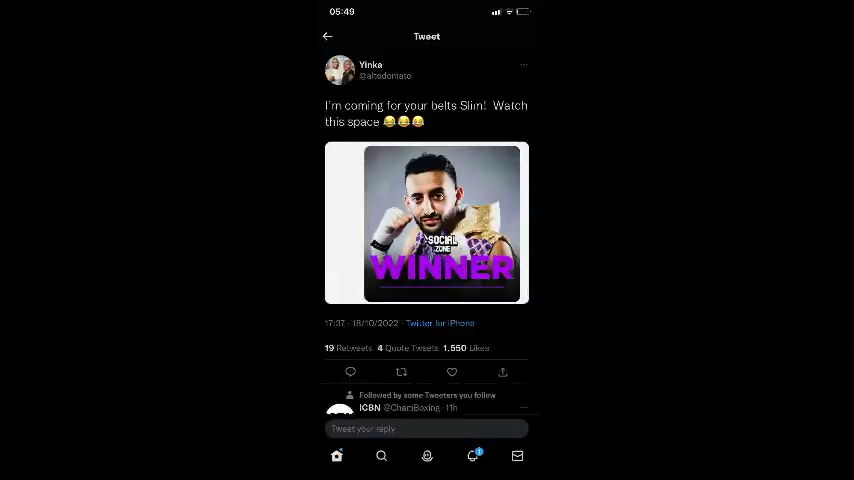 05:49
Tweet
Yinka
@altodomato
I'm coming for your belts Slim! Watch
this space 😂😂😂
SOCIAL
ZONE
WINNER
17:37 · 18/10/2022 · Twitter for iPhone
19 Retweets 4 Quote Tweets 1,550 Likes
Followed by some Tweeters you follow
ICBN @ChamBoxing · 11h
Tweet your reply
1